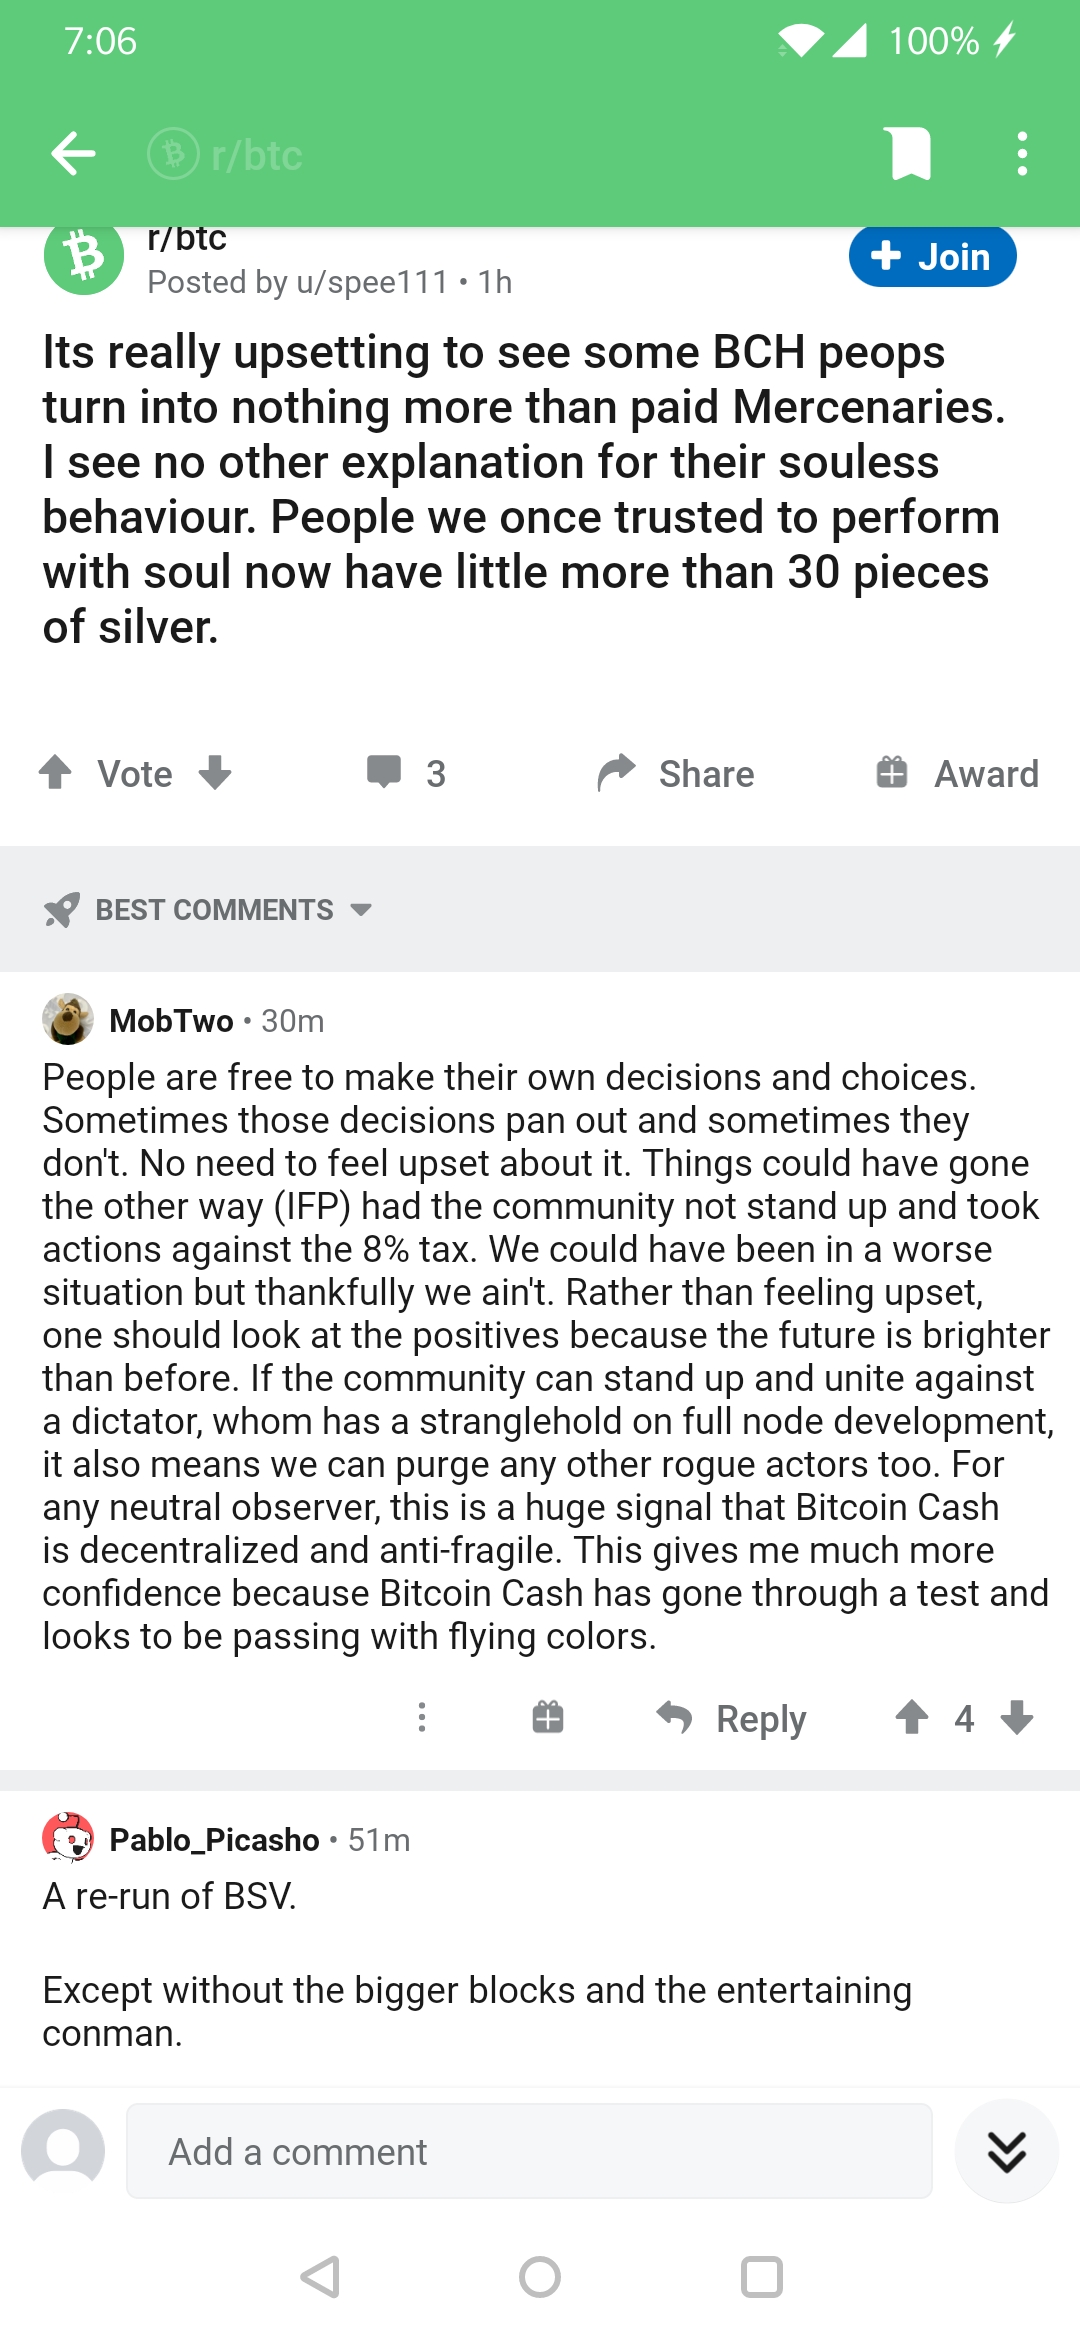 7:06
100%
r/btc
r/btc
Posted by u/spee111 • 1h
Join
Its really upsetting to see some BCH peops
turn into nothing more than paid Mercenaries.
I see no other explanation for their souless
behaviour. People we once trusted to perform
with soul now have little more than 30 pieces
of silver.
Vote
3
Share
Award
BEST COMMENTS
MobTwo • 30m
People are free to make their own decisions and choices.
Sometimes those decisions pan out and sometimes they
don't. No need to feel upset about it. Things could have gone
the other way (IFP) had the community not stand up and took
actions against the 8% tax. We could have been in a worse
situation but thankfully we ain't. Rather than feeling upset,
one should look at the positives because the future is brighter
than before. If the community can stand up and unite against
a dictator, whom has a stranglehold on full node development,
it also means we can purge any other rogue actors too. For
any neutral observer, this is a huge signal that Bitcoin Cash
is decentralized and anti-fragile. This gives me much more
confidence because Bitcoin Cash has gone through a test and
looks to be passing with flying colors.
Reply
4
Pablo_Picasho • 51m
A re-run of BSV.
Except without the bigger blocks and the entertaining
conman.
Add a comment